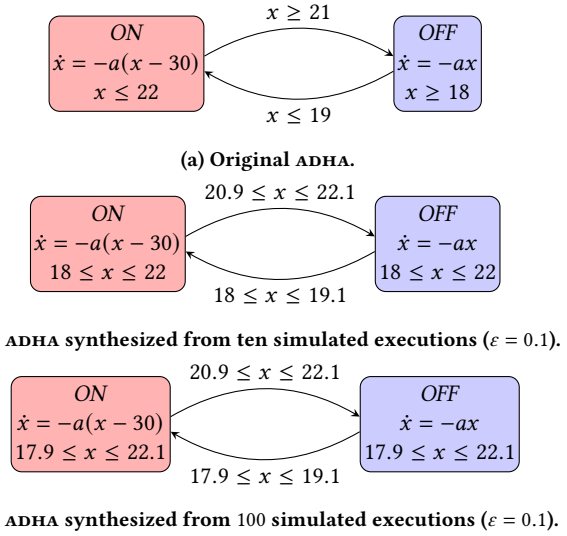 x ≥ 21
ON
ẋ = −a(x − 30)
x ≤ 22
OFF
ẋ = −ax
x ≥ 18
x ≤ 19
(a) Original ADHA.
20.9 ≤ x ≤ 22.1
ON
ẋ = −a(x − 30)
18 ≤ x ≤ 22
OFF
ẋ = −ax
18 ≤ x ≤ 22
18 ≤ x ≤ 19.1
ADHA synthesized from ten simulated executions (ε = 0.1).
20.9 ≤ x ≤ 22.1
ON
ẋ = −a(x − 30)
17.9 ≤ x ≤ 22.1
OFF
ẋ = −ax
17.9 ≤ x ≤ 22.1
17.9 ≤ x ≤ 19.1
ADHA synthesized from 100 simulated executions (ε = 0.1).